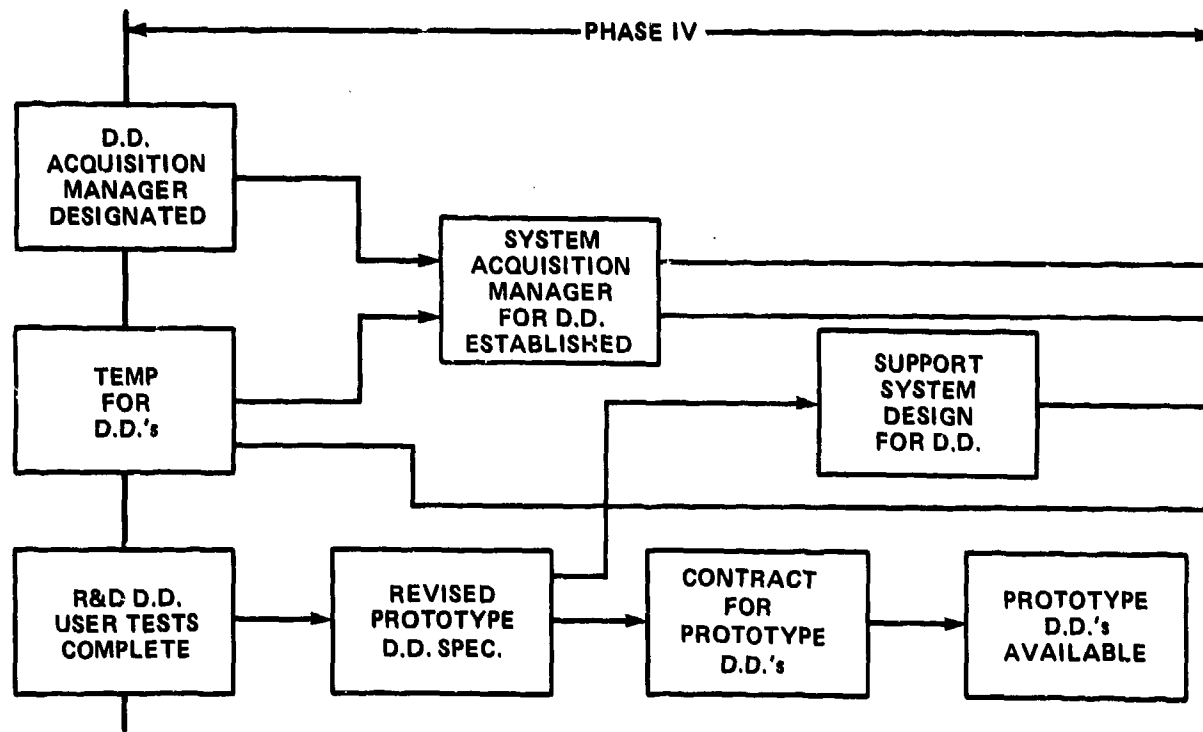 PHASE IV
D.D.
ACQUISITION
MANAGER
DESIGNATED
SYSTEM
ACQUISITION
MANAGER
FOR D.D.
ESTABLISHED
TEMP
FOR
D.D.'s
SUPPORT
SYSTEM
DESIGN
FOR D.D.
R&D D.D.
USER TESTS
COMPLETE
REVISED
PROTOTYPE
D.D. SPEC.
CONTRACT
FOR
PROTOTYPE
D.D.'s
PROTOTYPE
D.D.'s
AVAILABLE